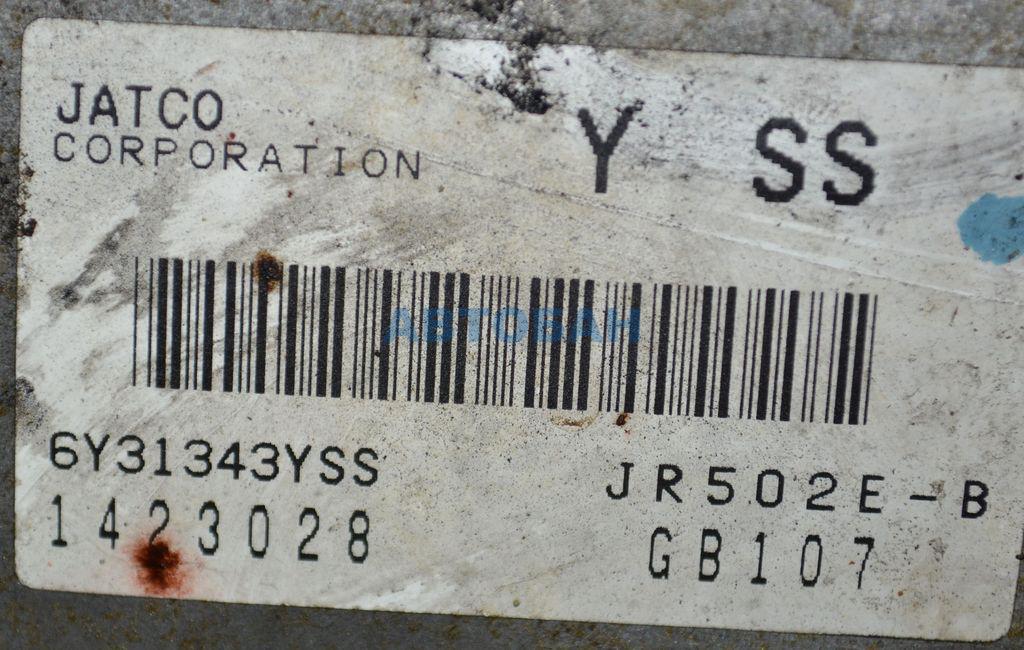 JATCO
CORPORATION
Y SS
АВТОБАН
6Y31343YSS
JR502E-B
1423028
GB107